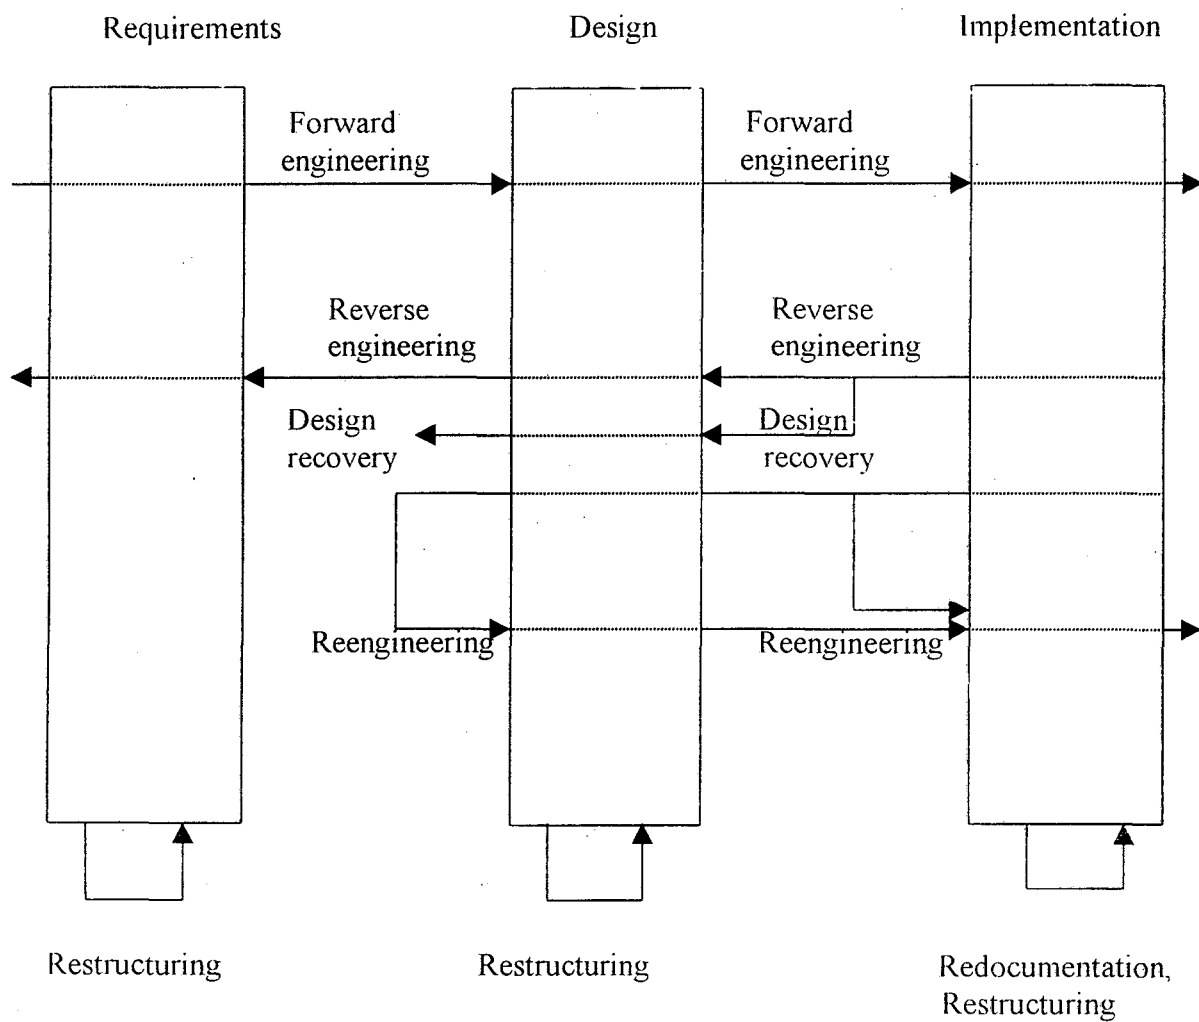 Requirements
Design
Implementation
Forward
engineering
Forward
engineering
Reverse
engineering
Reverse
engineering
Design
recovery
Design
recovery
Reengineering
Reengineering
Restructuring
Restructuring
Redocumentation,
Restructuring